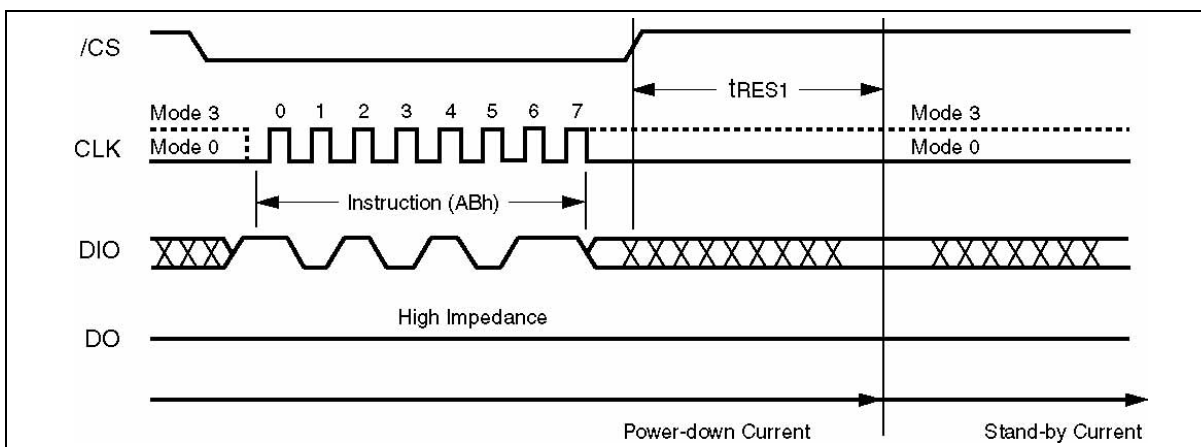 /CS
tRES1
Mode 3 0 1 2 3 4 5 6 7 Mode 3
CLK Mode 0 Mode 0
Instruction (ABh)
DIO
High Impedance
DO
Power-down Current Stand-by Current